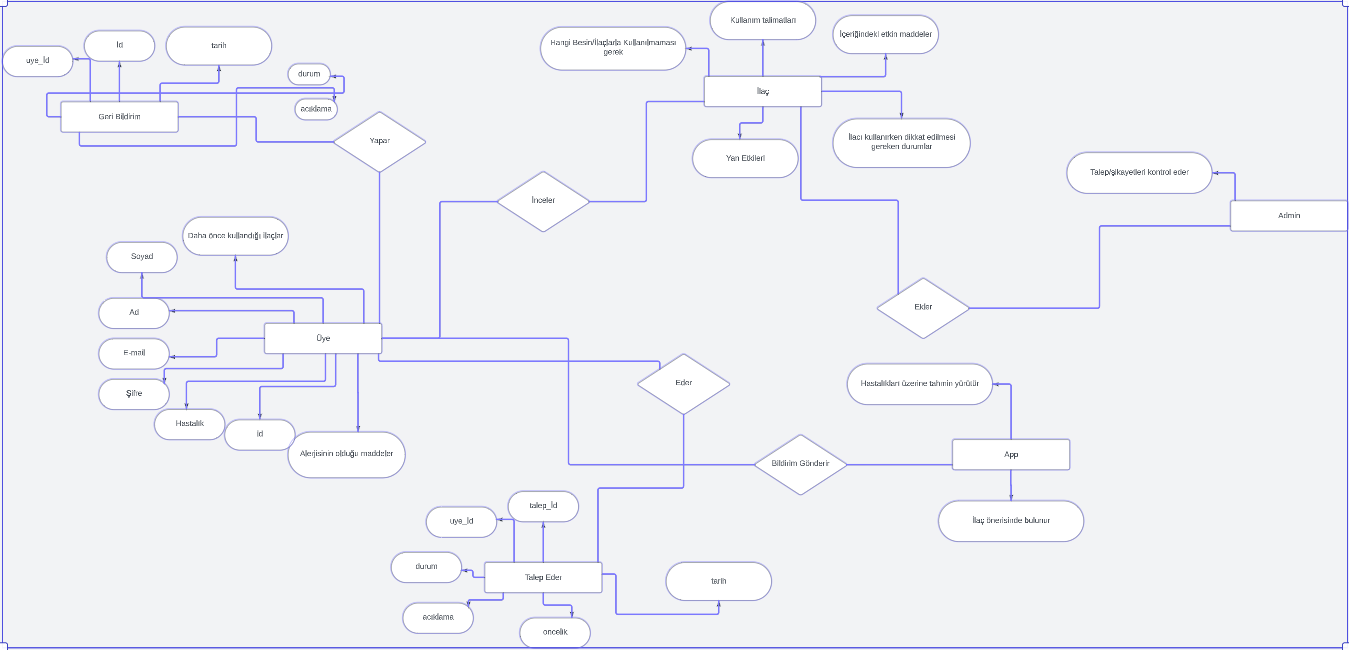 Kullanım talimatları
İçeriğindeki etkin maddeler
Hangi Besin/İlaçlarla Kullanılmaması
gerek
İd
tarih
uye_İd
durum
acıklama
Geri Bildirim
İlaç
Yapar
İlacı kullanırken dikkat edilmesi
gereken durumlar
Yan Etkileri
Talep/şikayetleri kontrol eder
Admin
İnceler
Daha önce kullandığı İlaçlar
Soyad
Ad
Ekler
Üye
E-mail
Şifre
Eder
Hastalıkları üzerine tahmin yürütür
Hastalık
İd
Alerjisinin olduğu maddeler
App
Bildirim Gönderir
talep_İd
uye_İd
İlaç önerisinde bulunur
durum
Talep Eder
tarih
acıklama
oncelik